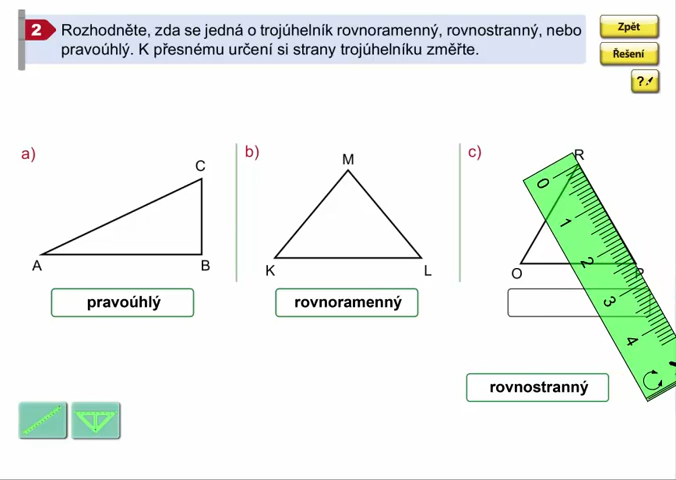 2 Rozhodněte, zda se jedná o trojúhelník rovnoramenný, rovnostranný, nebo
pravoúhlý. K přesnému určení si strany trojúhelníku změřte.
Zpět
Řešení
?
a)
b)
c)
C
A
B
M
K
L
R
O
0
1
2
3
4
pravoúhlý
rovnoramenný
rovnostranný